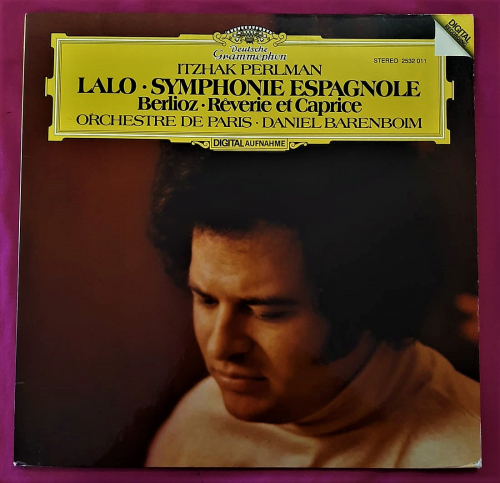 Deutsche
Grammophon
DIGITAL
STEREO 2532 011
ITZHAK PERLMAN
LALO · SYMPHONIE ESPAGNOLE
Berlioz · Rêverie et Caprice
ORCHESTRE DE PARIS · DANIEL BARENBOIM
DIGITAL AUFNAHME